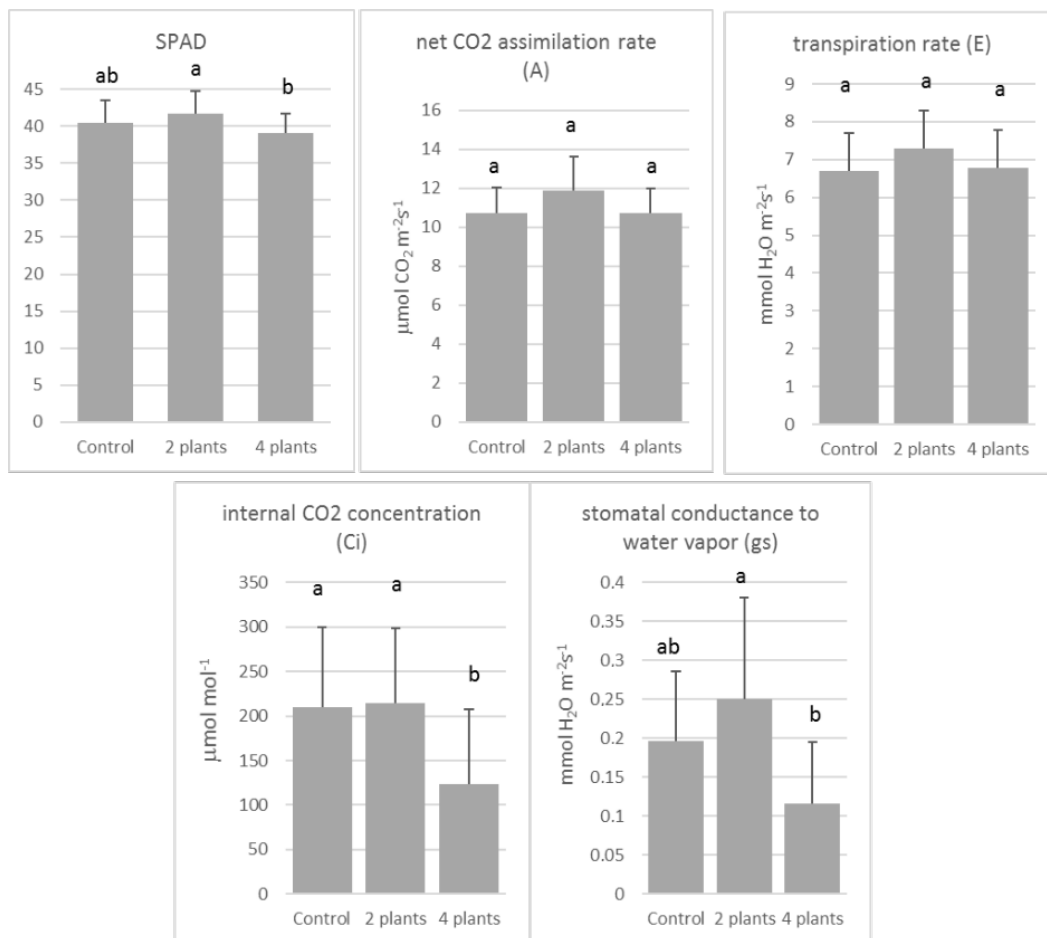 SPAD
ab
a
b
45
40
35
30
25
20
15
10
5
0
Control 2 plants 4 plants
net CO2 assimilation rate
(A)
µmol CO₂ m⁻²s⁻¹
16
14
12
10
8
6
4
2
0
a
a
a
Control 2 plants 4 plants
transpiration rate (E)
mmol H₂O m⁻²s⁻¹
9
8
7
6
5
4
3
2
1
0
a
a
a
Control 2 plants 4 plants
internal CO2 concentration
(Ci)
µmol mol⁻¹
350
300
250
200
150
100
50
0
a
a
b
Control 2 plants 4 plants
stomatal conductance to
water vapor (gs)
mmol H₂O m⁻²s⁻¹
0.4
0.35
0.3
0.25
0.2
0.15
0.1
0.05
0
ab
a
b
Control 2 plants 4 plants